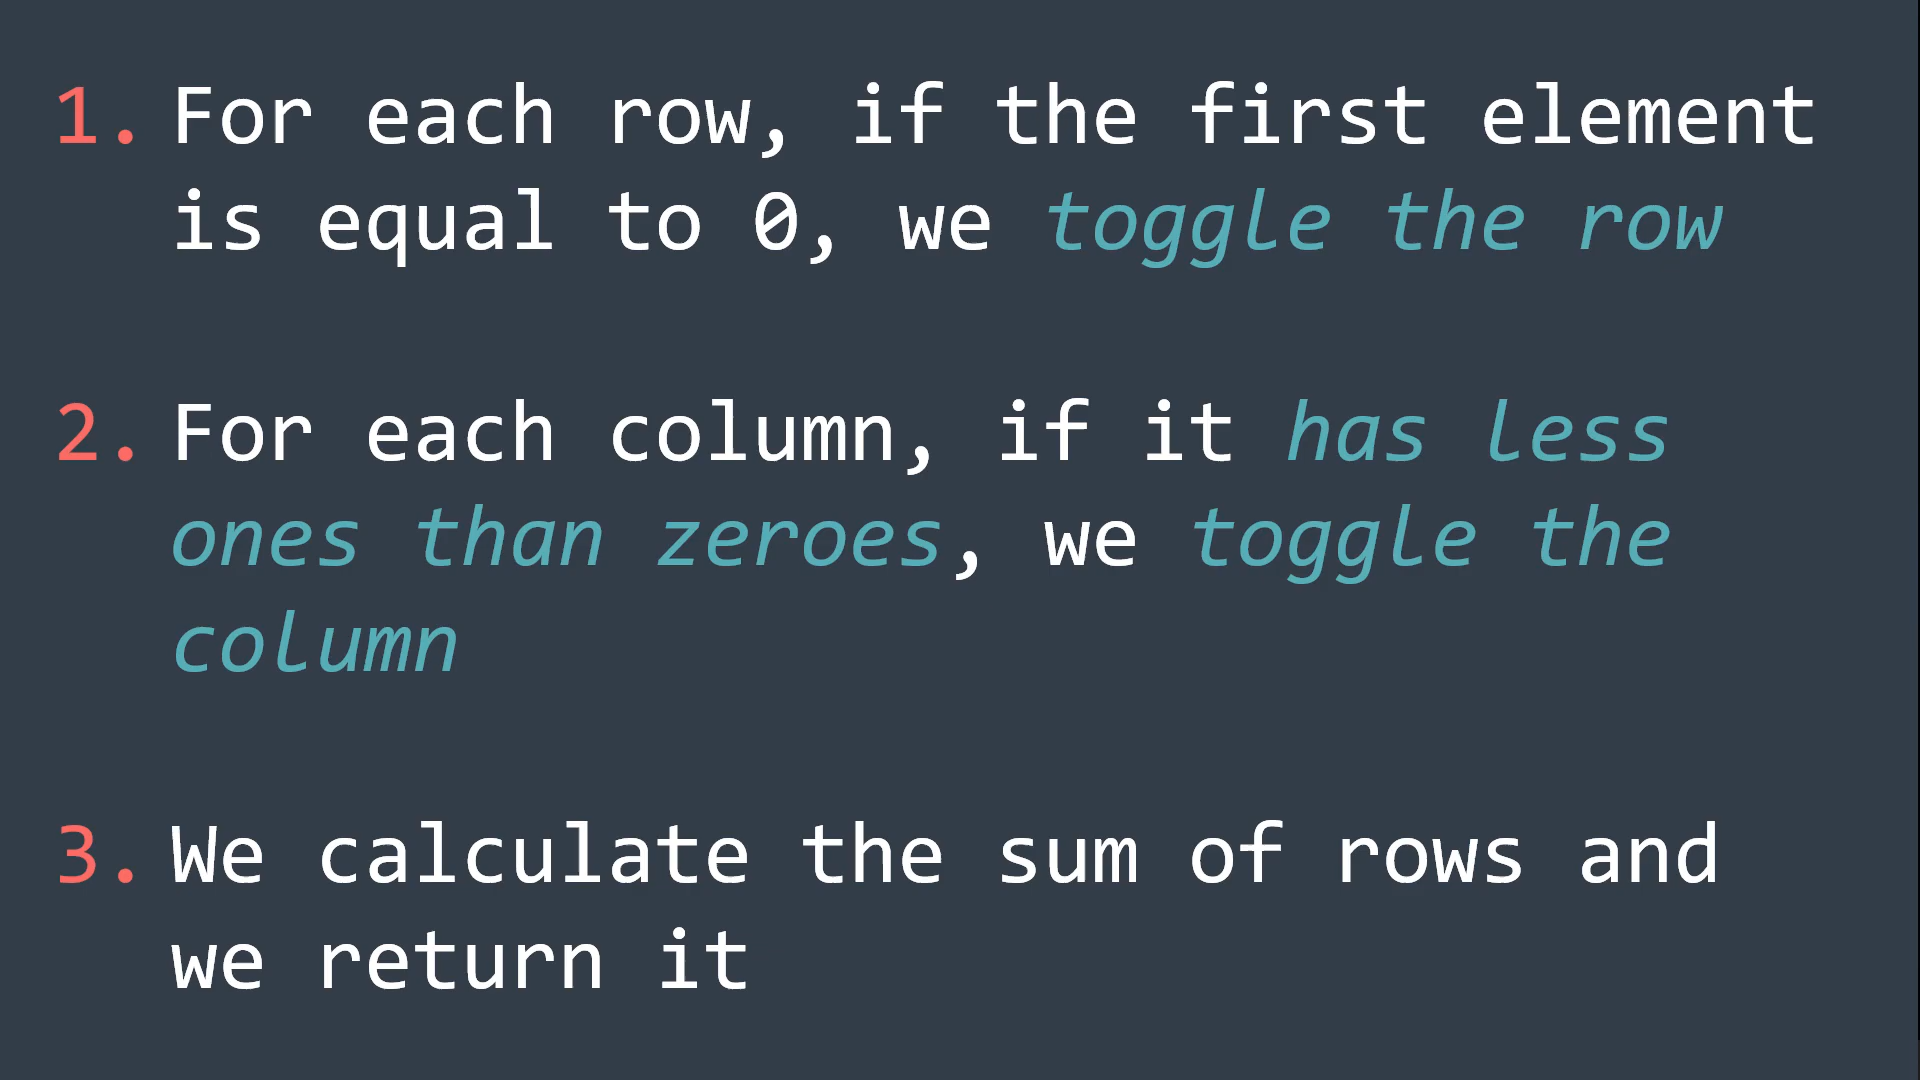 1. For each row, if the first element
is equal to 0, we toggle the row
2. For each column, if it has less
ones than zeroes, we toggle the
column
3. We calculate the sum of rows and
we return it